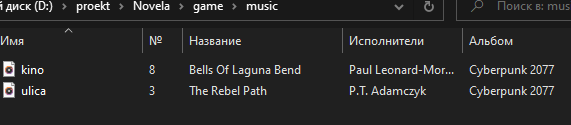 й диск (D:) > proekt > Novela > game > music Поиск в: mus
Имя № Название Исполнители Альбом
kino 8 Bells Of Laguna Bend Paul Leonard-Mor... Cyberpunk 2077
ulica 3 The Rebel Path P.T. Adamczyk Cyberpunk 2077